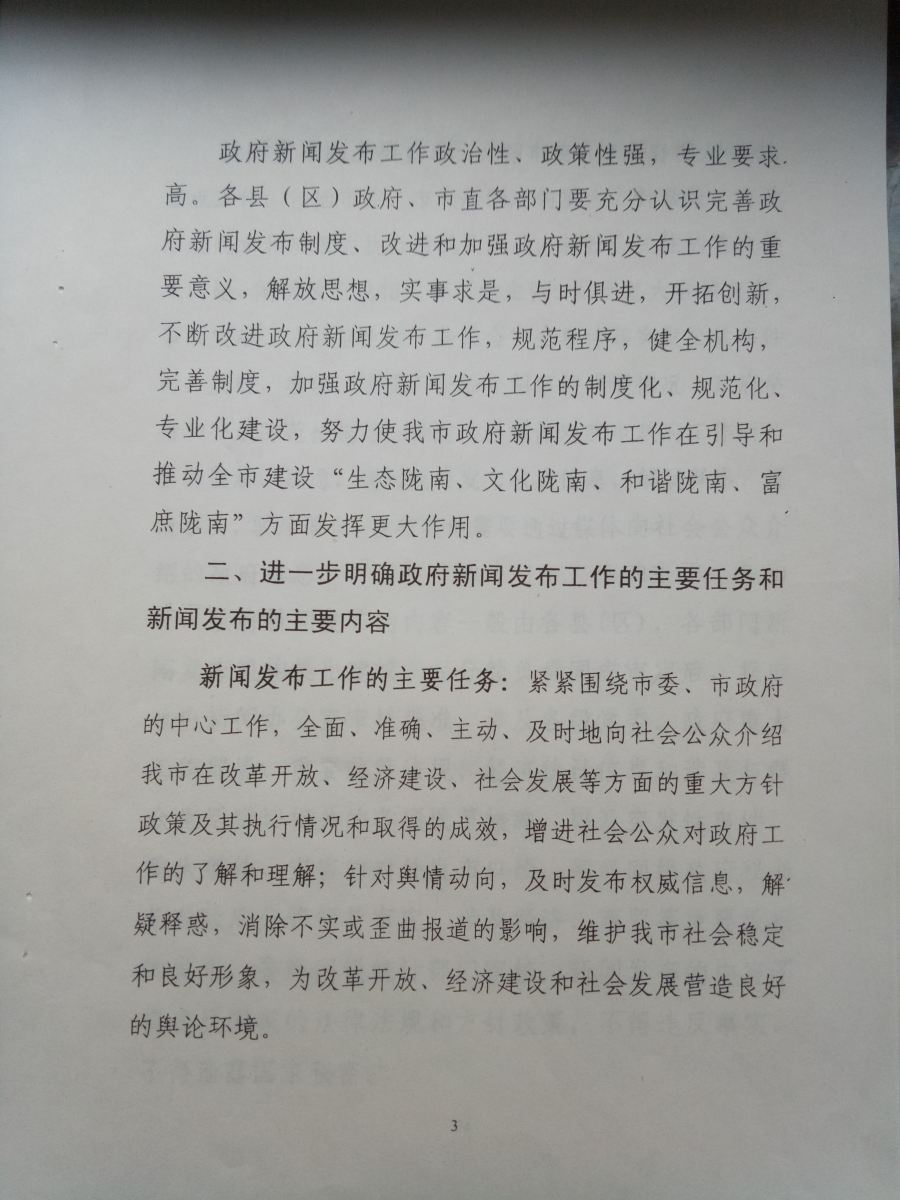 政府新闻发布工作政治性、政策性强，专业要求
高。各县（区）政府、市直各部门要充分认识完善政
府新闻发布制度、改进和加强政府新闻发布工作的重
要意义，解放思想，实事求是，与时俱进，开拓创新，
不断改进政府新闻发布工作，规范程序，健全机构，
完善制度，加强政府新闻发布工作的制度化、规范化、
专业化建设，努力使我市政府新闻发布工作在引导和
推动全市建设“生态陇南、文化陇南、和谐陇南、富
庶陇南”方面发挥更大作用。
二、进一步明确政府新闻发布工作的主要任务和
新闻发布的主要内容
新闻发布工作的主要任务：紧紧围绕市委、市政府
的中心工作，全面、准确、主动、及时地向社会公众介绍
我市在改革开放、经济建设、社会发展等方面的重大方针
政策及其执行情况和取得的成效，增进社会公众对政府工
作的了解和理解；针对舆情动向，及时发布权威信息，解
疑释惑，消除不实或歪曲报道的影响，维护我市社会稳定
和良好形象，为改革开放、经济建设和社会发展营造良好
的舆论环境。
3